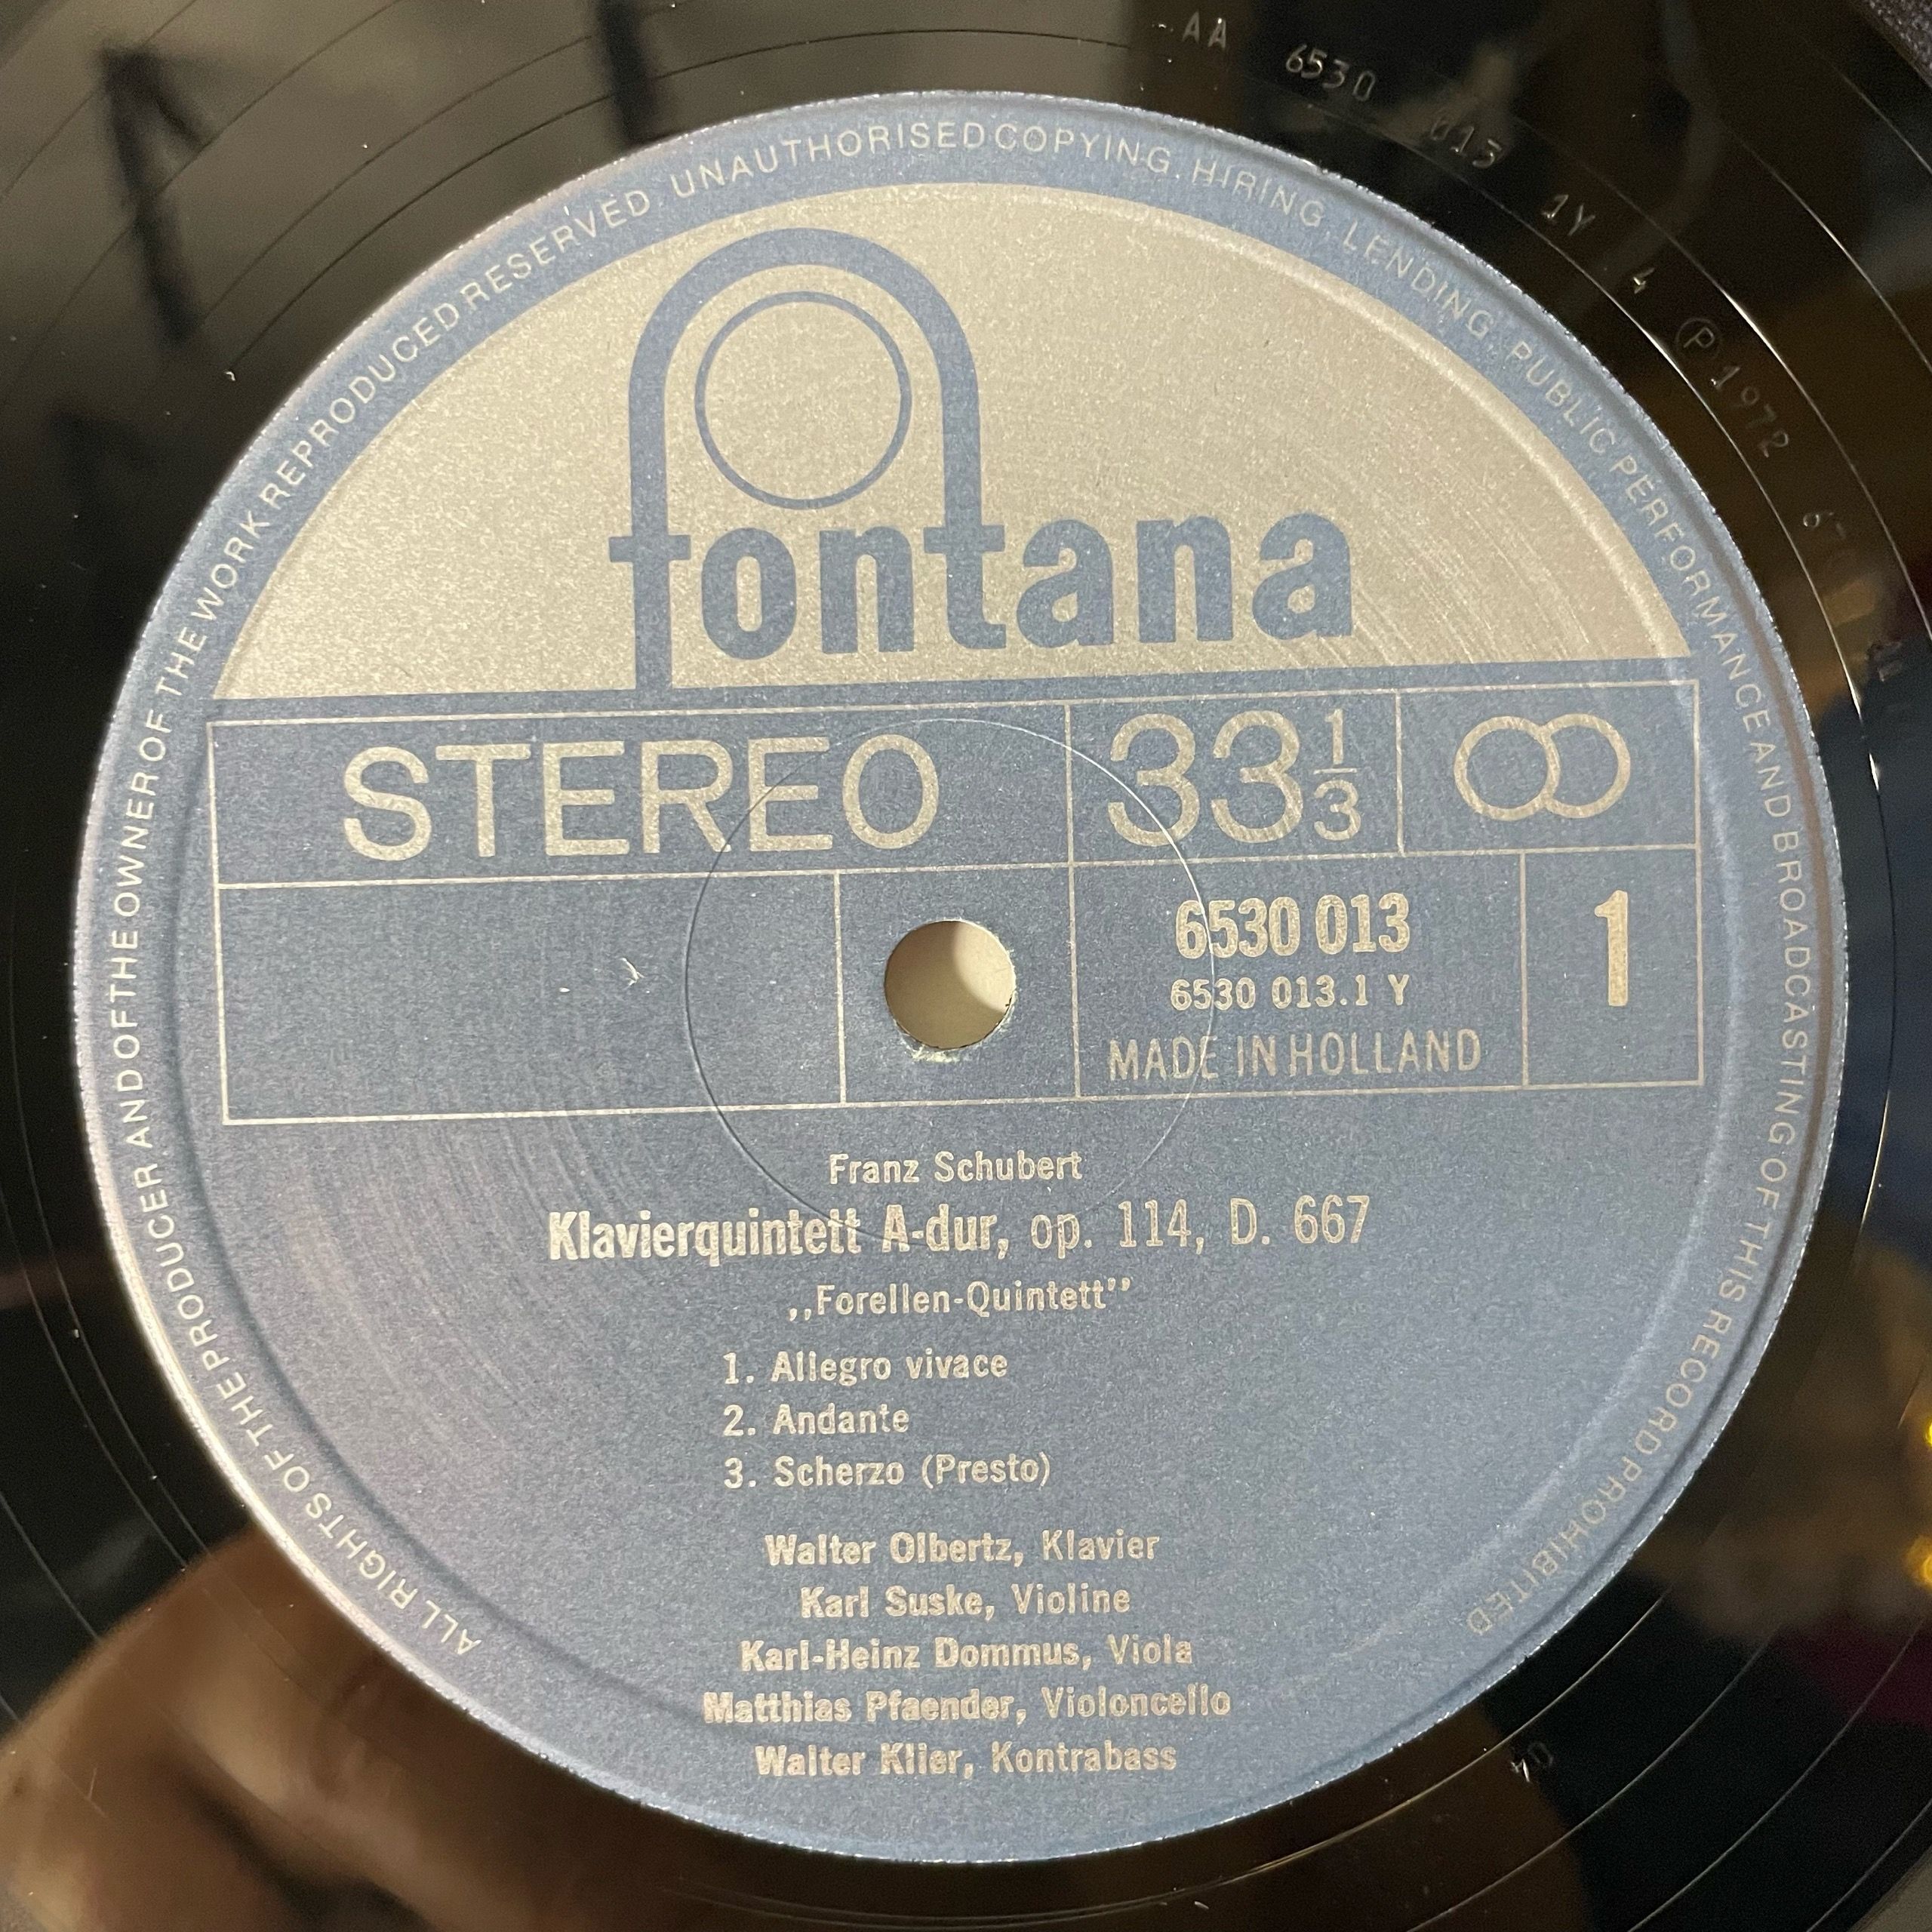 AA 6530 013 1Y 4 Ⓟ 1972 670
ALL RIGHTS OF THE PRODUCER AND OF THE OWNER OF THE WORK REPRODUCED RESERVED. UNAUTHORISED COPYING, HIRING, LENDING, PUBLIC PERFORMANCE AND BROADCASTING OF THIS RECORD PROHIBITED
fontana
STEREO 33 1/3
6530 013 1
6530 013.1 Y
MADE IN HOLLAND
Franz Schubert
Klavierquintett A-dur, op. 114, D. 667
,,Forellen-Quintett''
1. Allegro vivace
2. Andante
3. Scherzo (Presto)
Walter Olbertz, Klavier
Karl Suske, Violine
Karl-Heinz Dommus, Viola
Matthias Pfaender, Violoncello
Walter Klier, Kontrabass
04